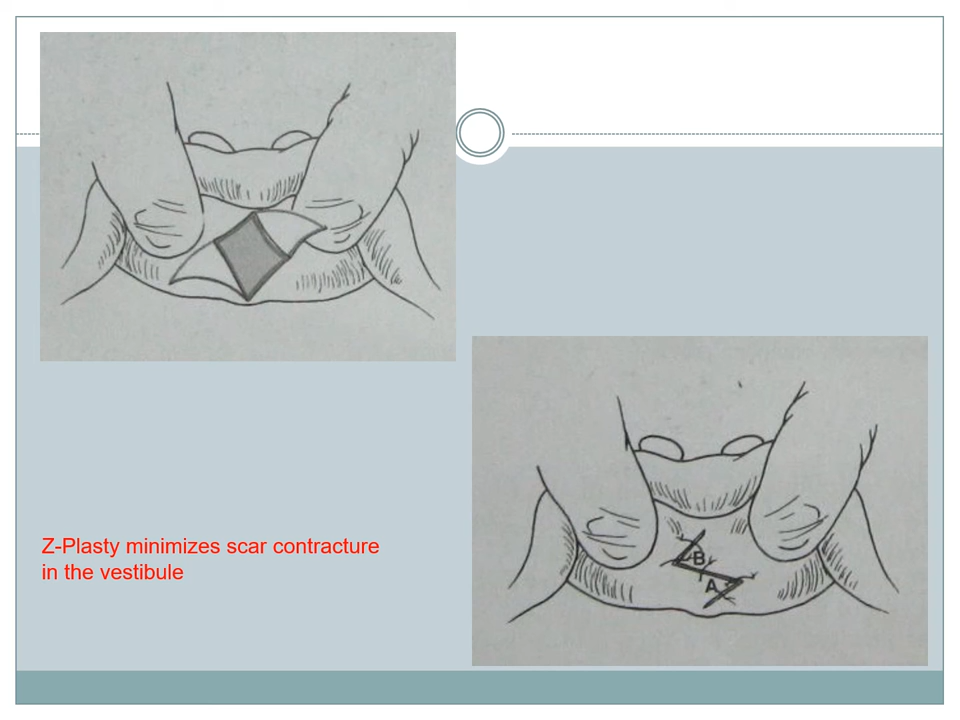 Z-Plasty minimizes scar contracture
in the vestibule
B
A